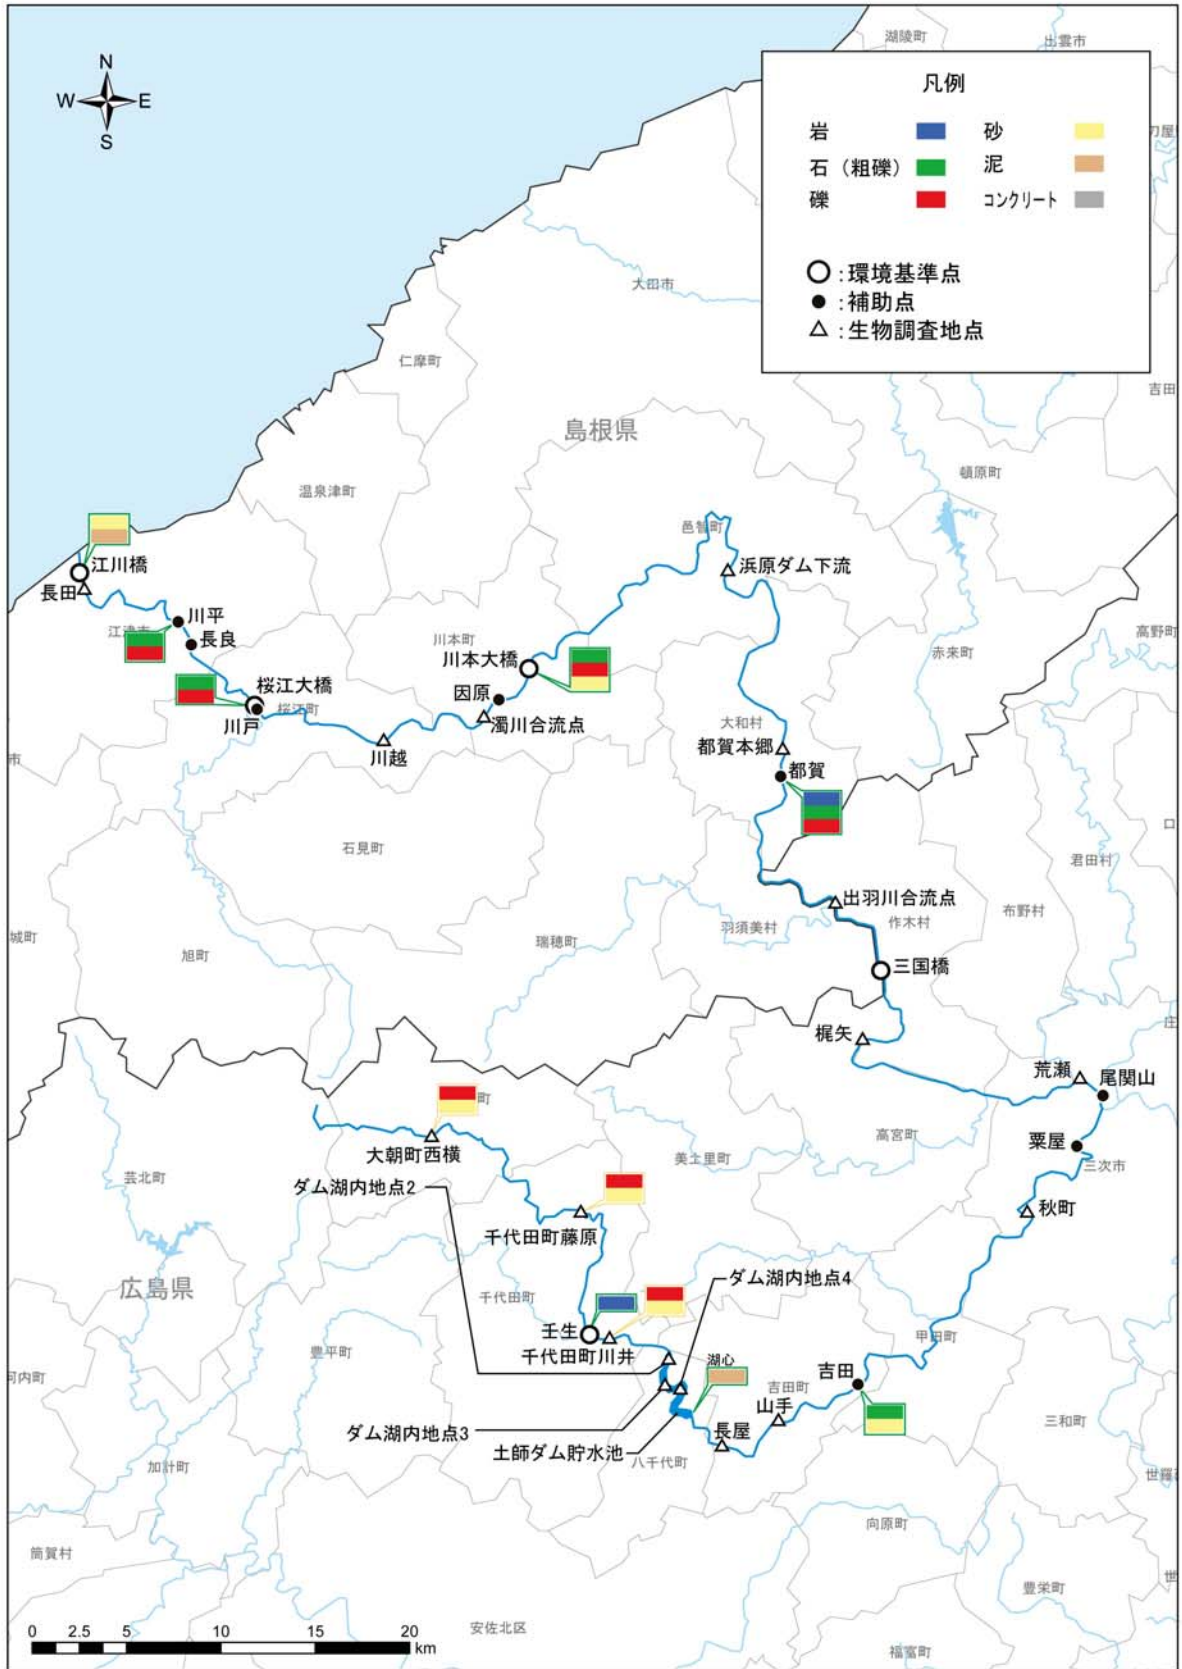 湖陵町
出雲市
N
W E
S
凡例
岩 砂
石（粗礫） 泥
礫 コンクリート
○：環境基準点
●：補助点
△：生物調査地点
大田市
仁摩町
吉田
島根県
頓原町
温泉津町
邑智町
浜原ダム下流
江川橋
長田
川平
江津市
長良
高野町
川本町
川本大橋
赤来町
桜江大橋
因原
桜江町
川戸
濁川合流点
大和村
川越
都賀本郷
市
都賀
口
石見町
君田村
出羽川合流点
布野村
羽須美村
作木村
城町
瑞穂町
旭町
三国橋
庄
梶矢
荒瀬
尾関山
町
大朝町西横
高宮町
粟屋
美土里町
三次市
芸北町
ダム湖内地点2
秋町
千代田町藤原
広島県
ダム湖内地点4
千代田町
壬生
甲田町
千代田町川井
豊平町
湖心
河内町
吉田
吉田町
山手
三和町
ダム湖内地点3
長屋
土師ダム貯水池
八千代町
加計町
世羅
向原町
筒賀村
世
豊栄町
安佐北区
福富町
0 2.5 5 10 15 20
km